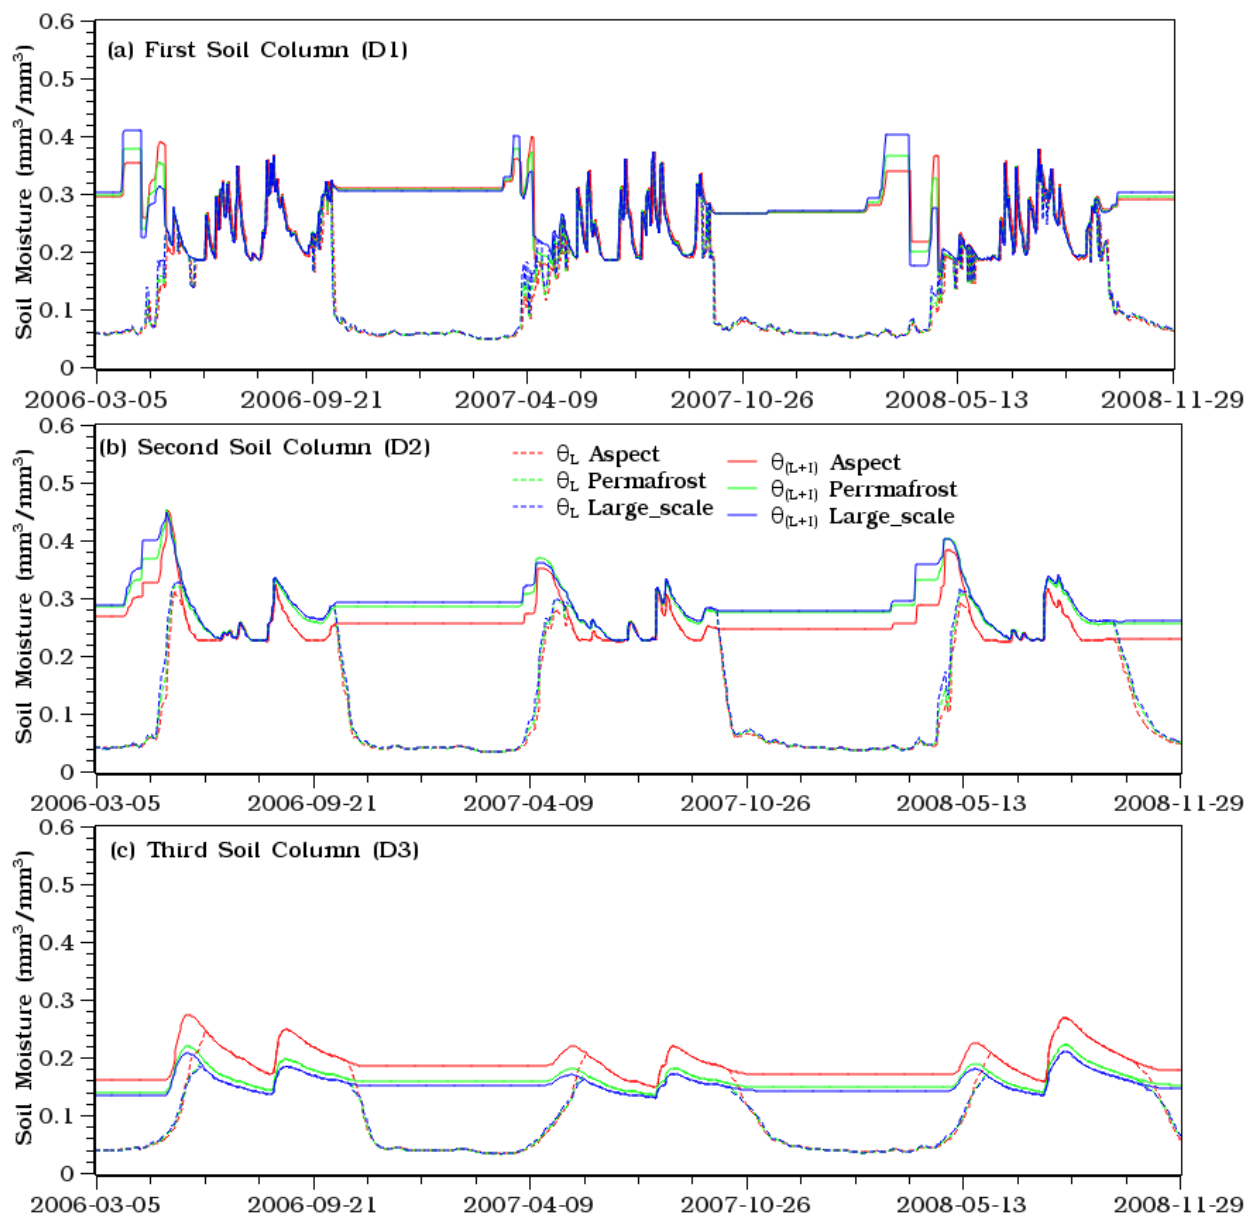 0.6
(a) First Soil Column (D1)
0.5
0.4
0.3
0.2
0.1
0
Soil Moisture (mm³/mm³)
2006-03-05 2006-09-21 2007-04-09 2007-10-26 2008-05-13 2008-11-29
0.6
(b) Second Soil Column (D2)
θL Aspect θ(L+I) Aspect
θL Permafrost θ(L+I) Perrmafrost
θL Large_scale θ(L+I) Large_scale
0.5
0.4
0.3
0.2
0.1
0
Soil Moisture (mm³/mm³)
2006-03-05 2006-09-21 2007-04-09 2007-10-26 2008-05-13 2008-11-29
0.6
(c) Third Soil Column (D3)
0.5
0.4
0.3
0.2
0.1
0
Soil Moisture (mm³/mm³)
2006-03-05 2006-09-21 2007-04-09 2007-10-26 2008-05-13 2008-11-29